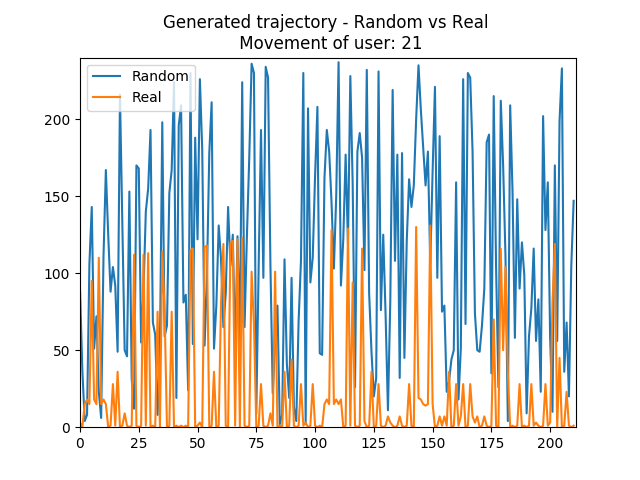 Generated trajectory - Random vs Real
Movement of user: 21
Random
Real
200
150
100
50
0
0 25 50 75 100 125 150 175 200